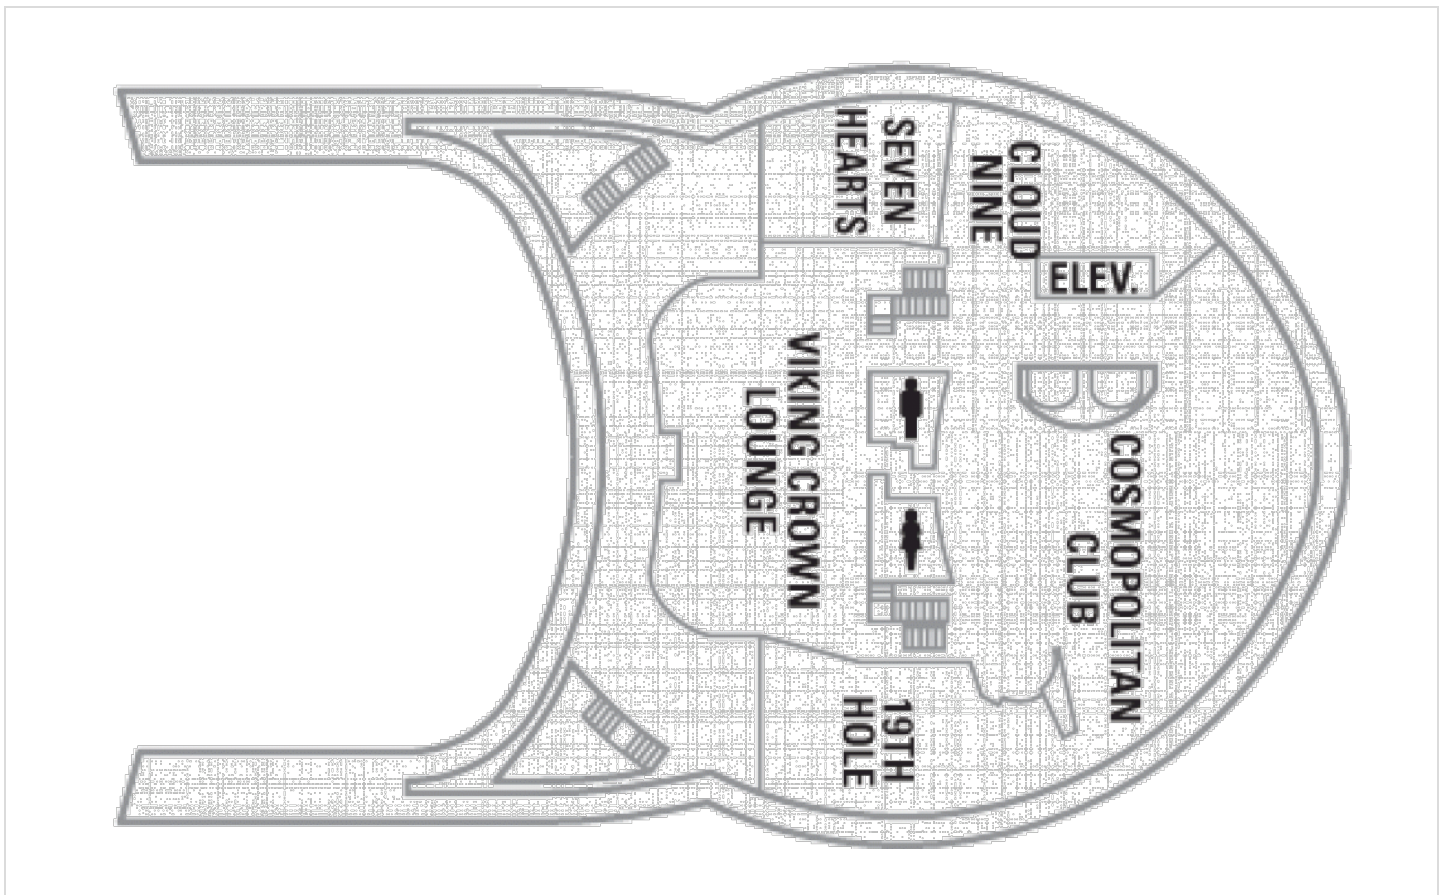 SEVEN
HEARTS
CLOUD
NINE
ELEV.
VIKING CROWN
LOUNGE
COSMOPOLITAN
CLUB
19TH
HOLE